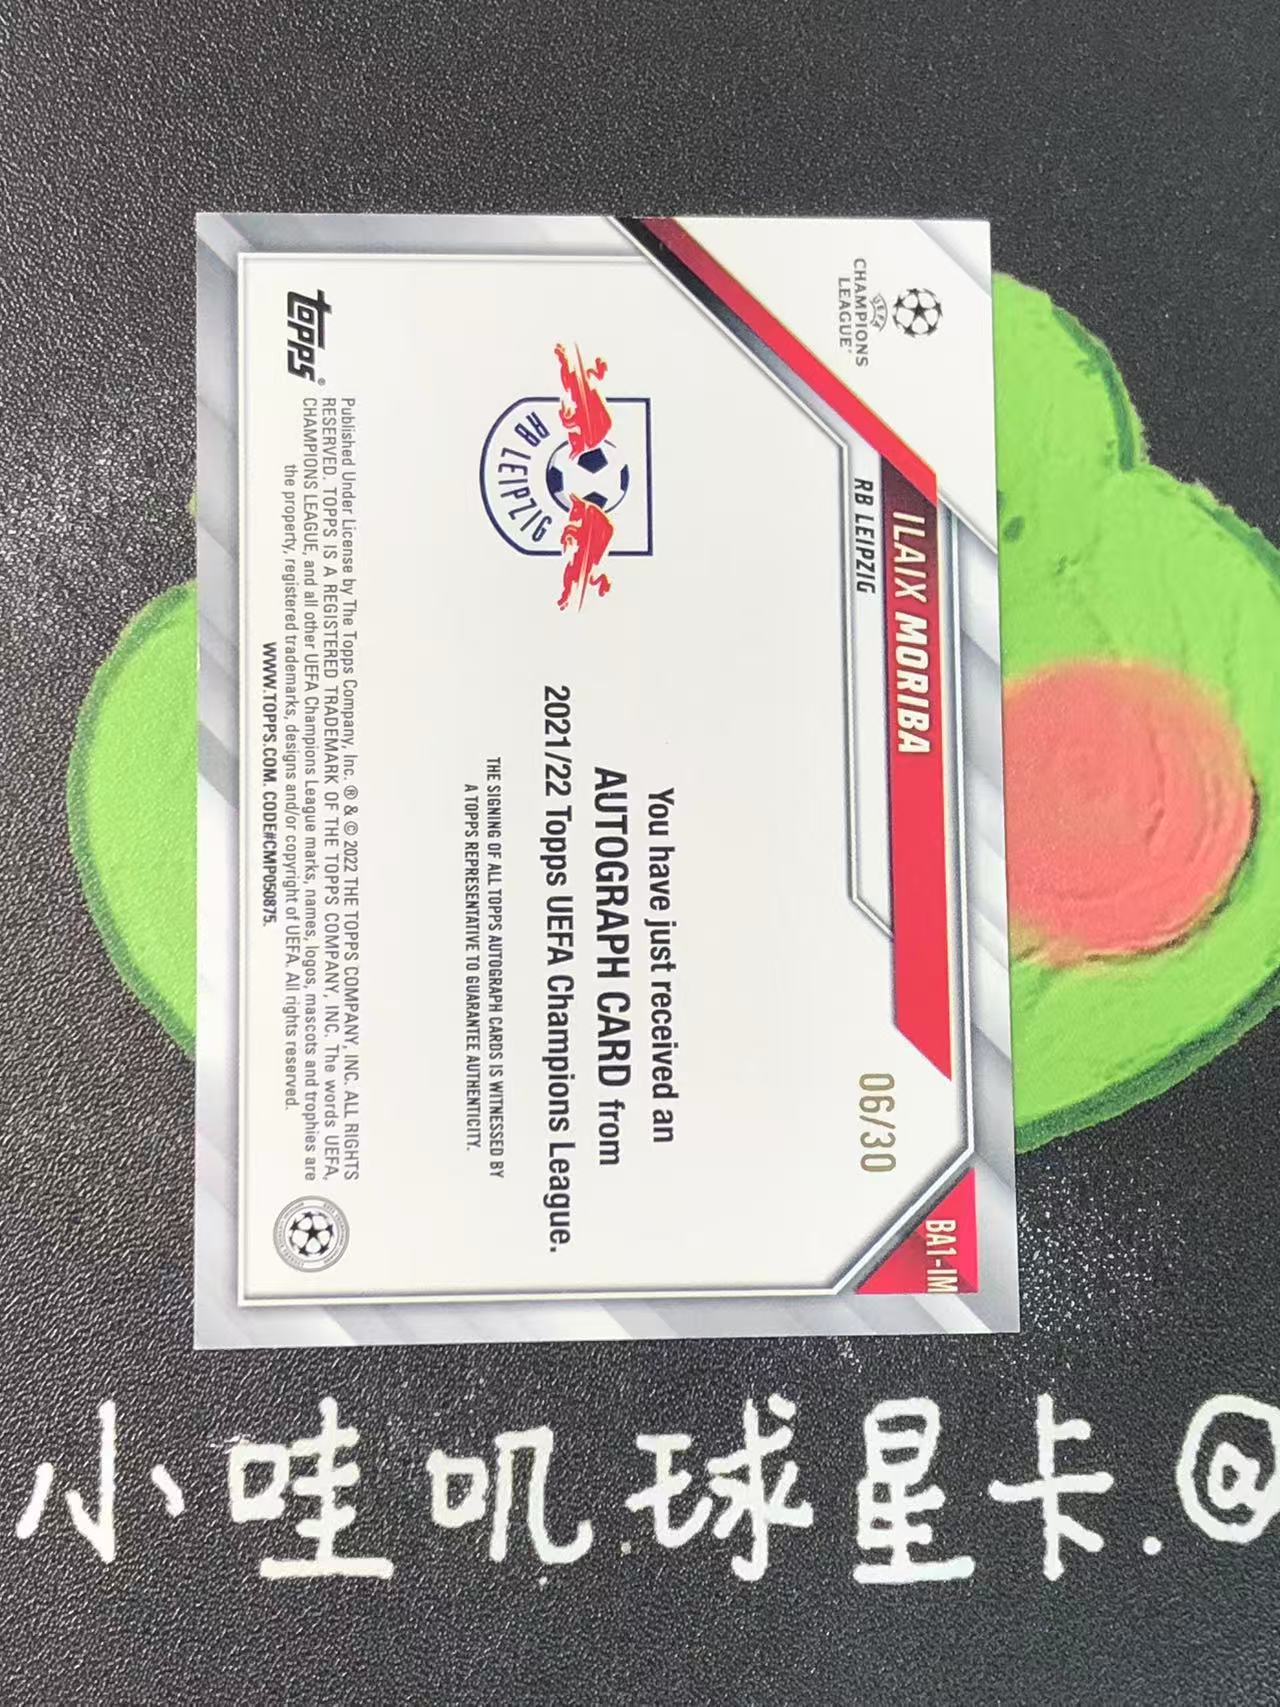 UEFA
CHAMPIONS
LEAGUE
ILAIX MORIBA
RB LEIPZIG
06/30
BA1-IM
RB LEIPZIG
You have just received an
AUTOGRAPH CARD from
2021/22 Topps UEFA Champions League.
THE SIGNING OF ALL TOPPS AUTOGRAPH CARDS IS WITNESSED BY
A TOPPS REPRESENTATIVE TO GUARANTEE AUTHENTICITY.
topps®
Published Under License by The Topps Company, Inc. ® & © 2022 THE TOPPS COMPANY, INC. ALL RIGHTS
RESERVED. TOPPS IS A REGISTERED TRADEMARK OF THE TOPPS COMPANY, INC. The words UEFA,
CHAMPIONS LEAGUE, and all other UEFA Champions League marks, names, logos, mascots and trophies are
the property, registered trademarks, designs and/or copyright of UEFA. All rights reserved.
WWW.TOPPS.COM. CODE#CMP050875.
小哇叽.球星卡.@